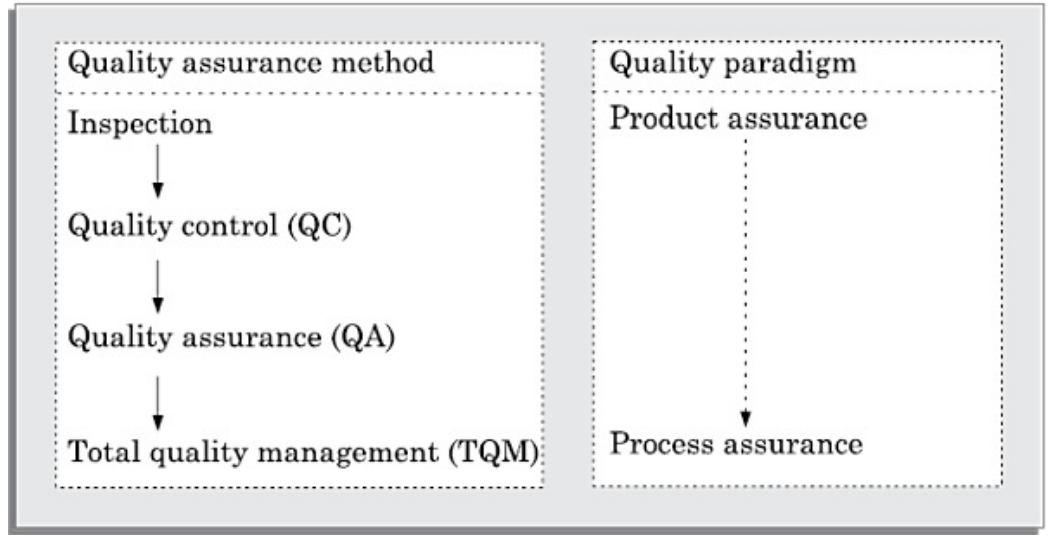 Quality assurance method
Inspection
Quality control (QC)
Quality assurance (QA)
Total quality management (TQM)
Quality paradigm
Product assurance
Process assurance